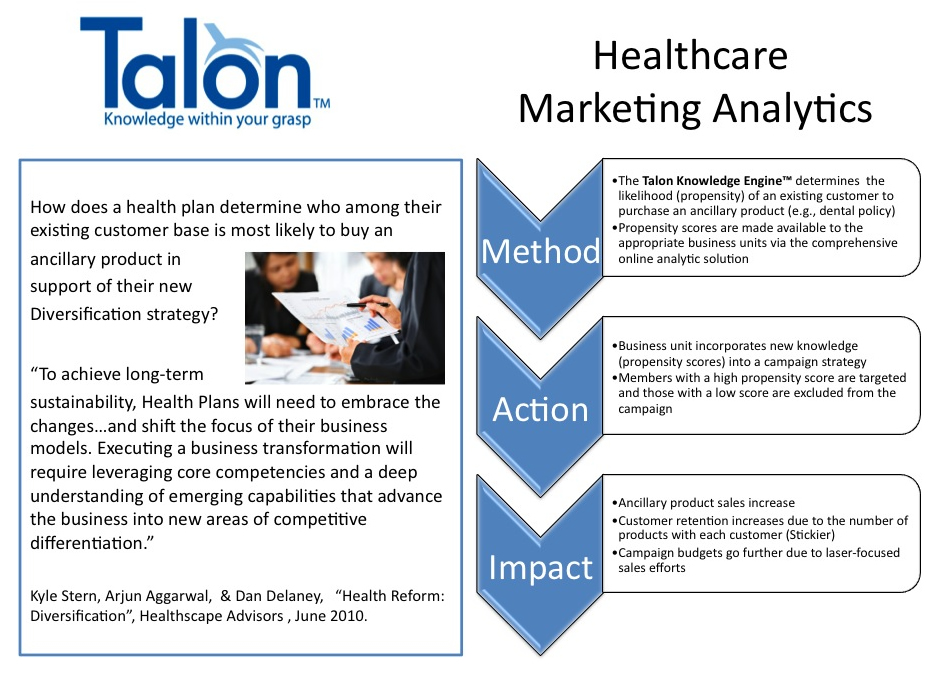 Talon™
Knowledge within your grasp
Healthcare
Marketing Analytics
How does a health plan determine who among their
existing customer base is most likely to buy an
ancillary product in
support of their new
Diversification strategy?
“To achieve long-term
sustainability, Health Plans will need to embrace the
changes…and shift the focus of their business
models. Executing a business transformation will
require leveraging core competencies and a deep
understanding of emerging capabilities that advance
the business into new areas of competitive
differentiation.”
Kyle Stern, Arjun Aggarwal, & Dan Delaney, “Health Reform:
Diversification”, Healthscape Advisors , June 2010.
Method
•The Talon Knowledge Engine™ determines the
likelihood (propensity) of an existing customer to
purchase an ancillary product (e.g., dental policy)
•Propensity scores are made available to the
appropriate business units via the comprehensive
online analytic solution
Action
•Business unit incorporates new knowledge
(propensity scores) into a campaign strategy
•Members with a high propensity score are targeted
and those with a low score are excluded from the
campaign
Impact
•Ancillary product sales increase
•Customer retention increases due to the number of
products with each customer (Stickier)
•Campaign budgets go further due to laser-focused
sales efforts